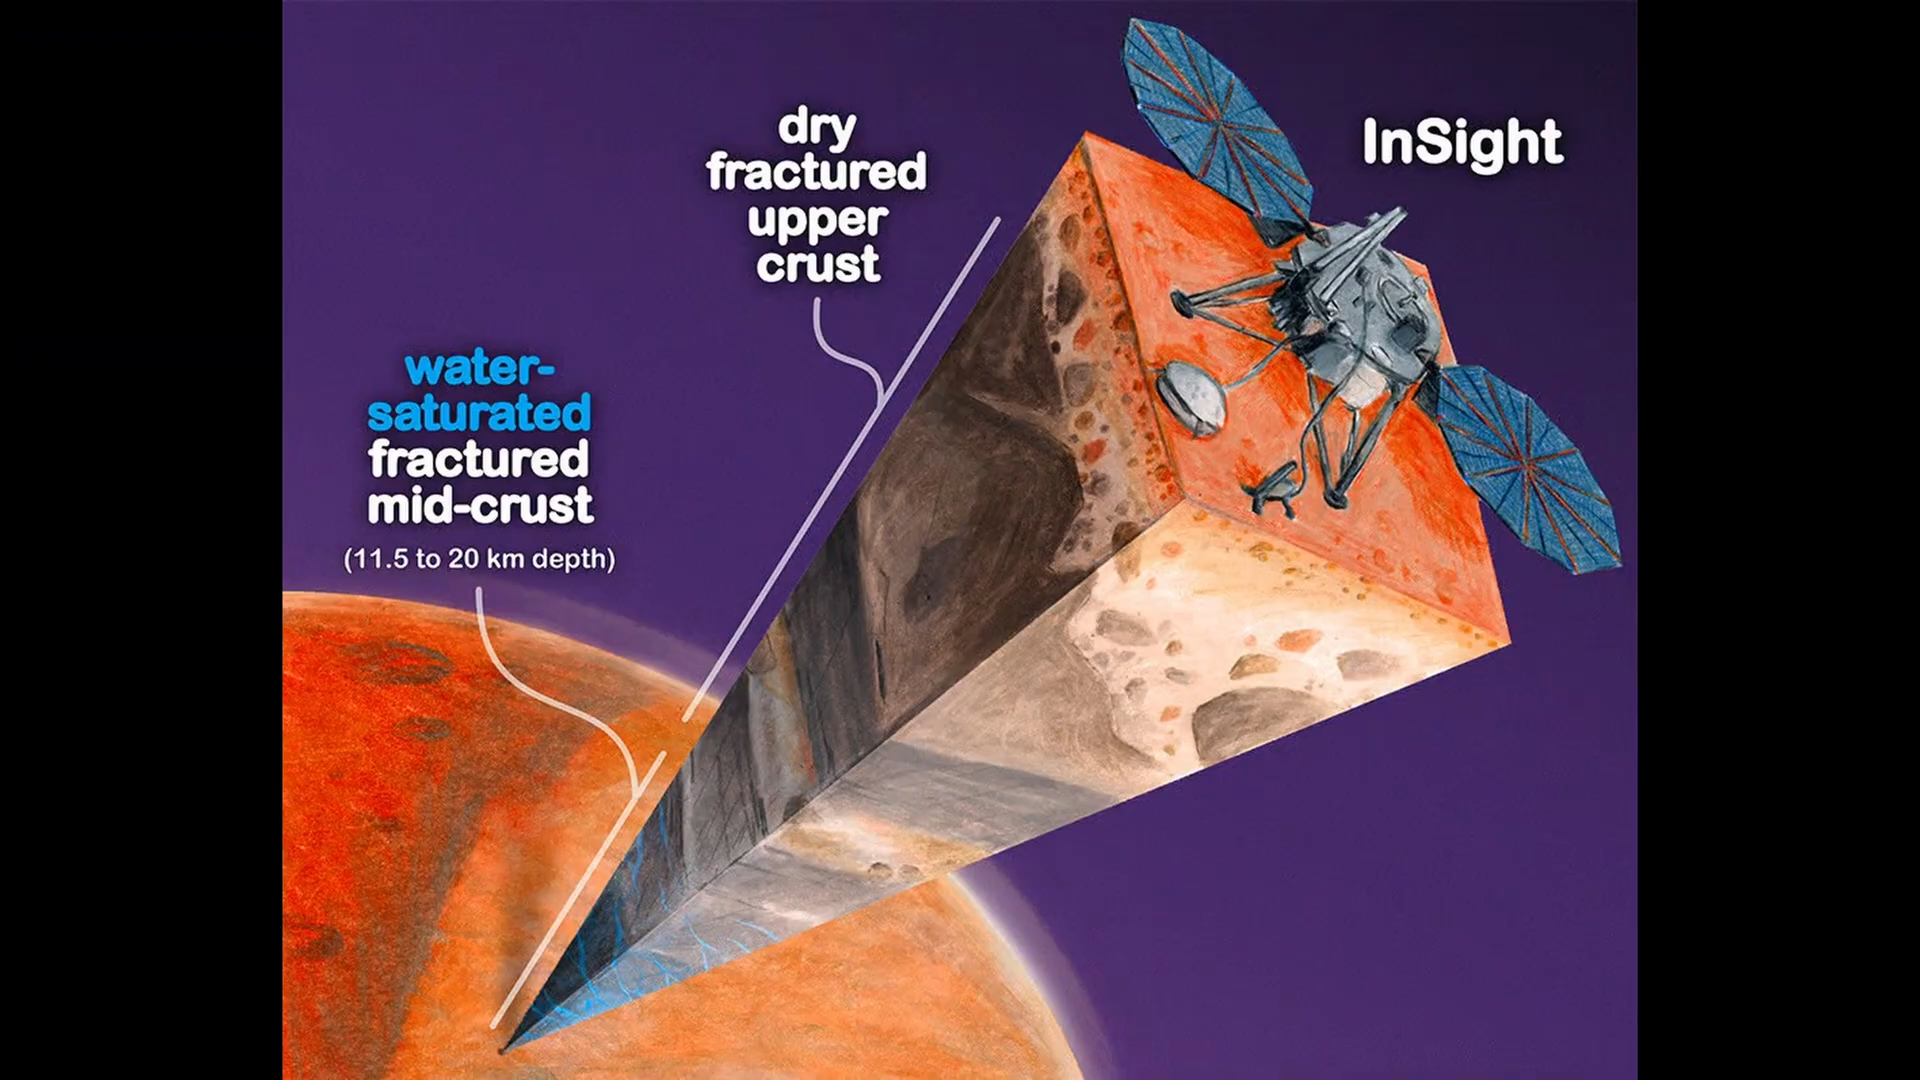 dry
fractured
upper
crust
InSight
water-
saturated
fractured
mid-crust
(11.5 to 20 km depth)